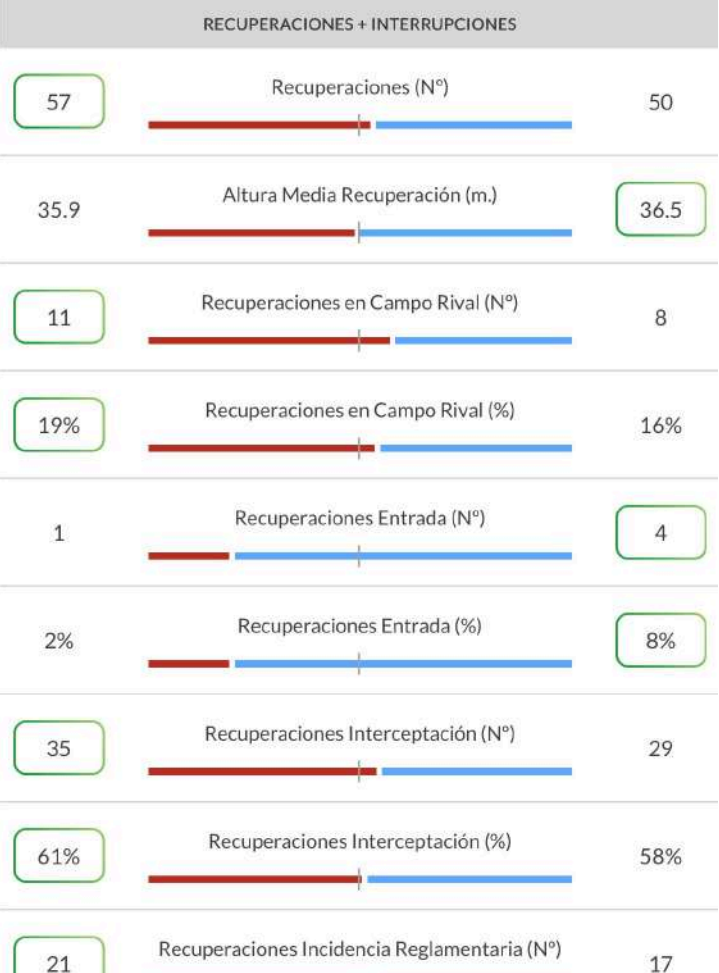 RECUPERACIONES + INTERRUPCIONES
57 Recuperaciones (Nº) 50
35.9 Altura Media Recuperación (m.) 36.5
11 Recuperaciones en Campo Rival (Nº) 8
19% Recuperaciones en Campo Rival (%) 16%
1 Recuperaciones Entrada (Nº) 4
2% Recuperaciones Entrada (%) 8%
35 Recuperaciones Interceptación (Nº) 29
61% Recuperaciones Interceptación (%) 58%
21 Recuperaciones Incidencia Reglamentaria (Nº) 17